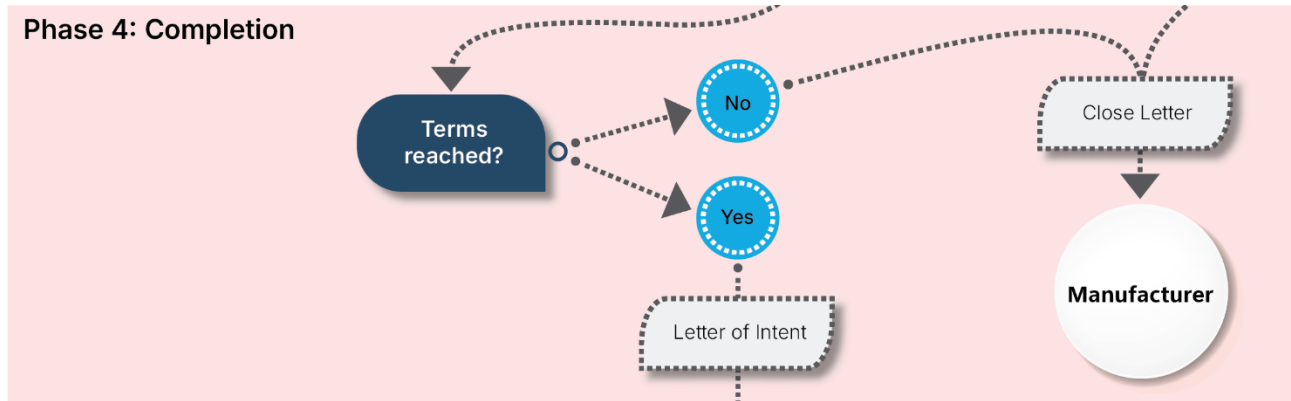 Phase 4: Completion
Terms
reached?
No
Yes
Close Letter
Manufacturer
Letter of Intent